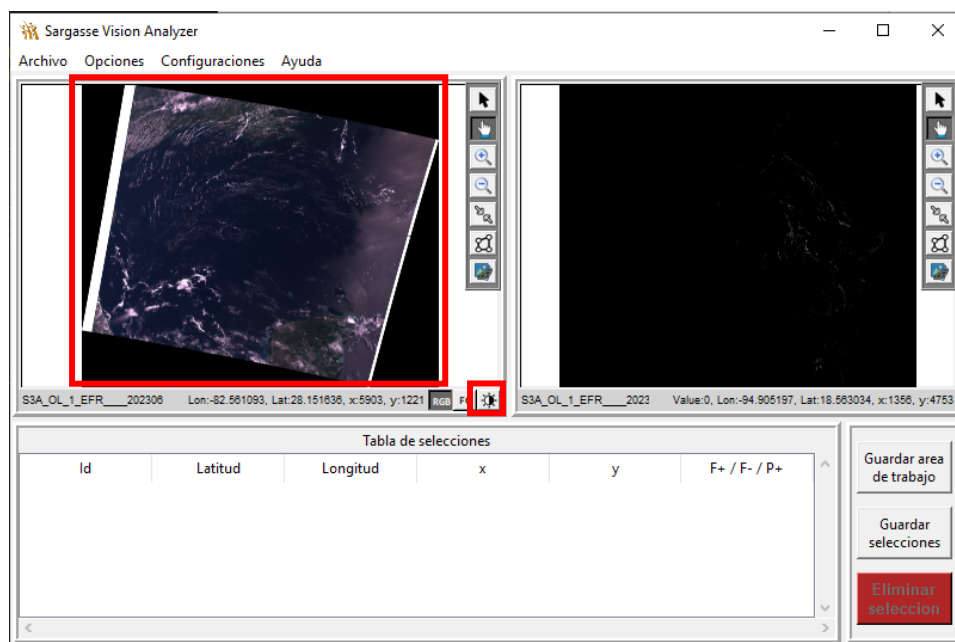 Sargasse Vision Analyzer
Archivo Opciones Configuraciones Ayuda
S3A_OL_1_EFR____202306 Lon:-82.561093, Lat:28.151636, x:5903, y:1221 RGB
S3A_OL_1_EFR____2023 Value:0, Lon:-94.905197, Lat:18.563034, x:1356, y:4753
Tabla de selecciones
Id Latitud Longitud x y F+ / F- / P+
Guardar area
de trabajo
Guardar
selecciones
Eliminar
seleccion